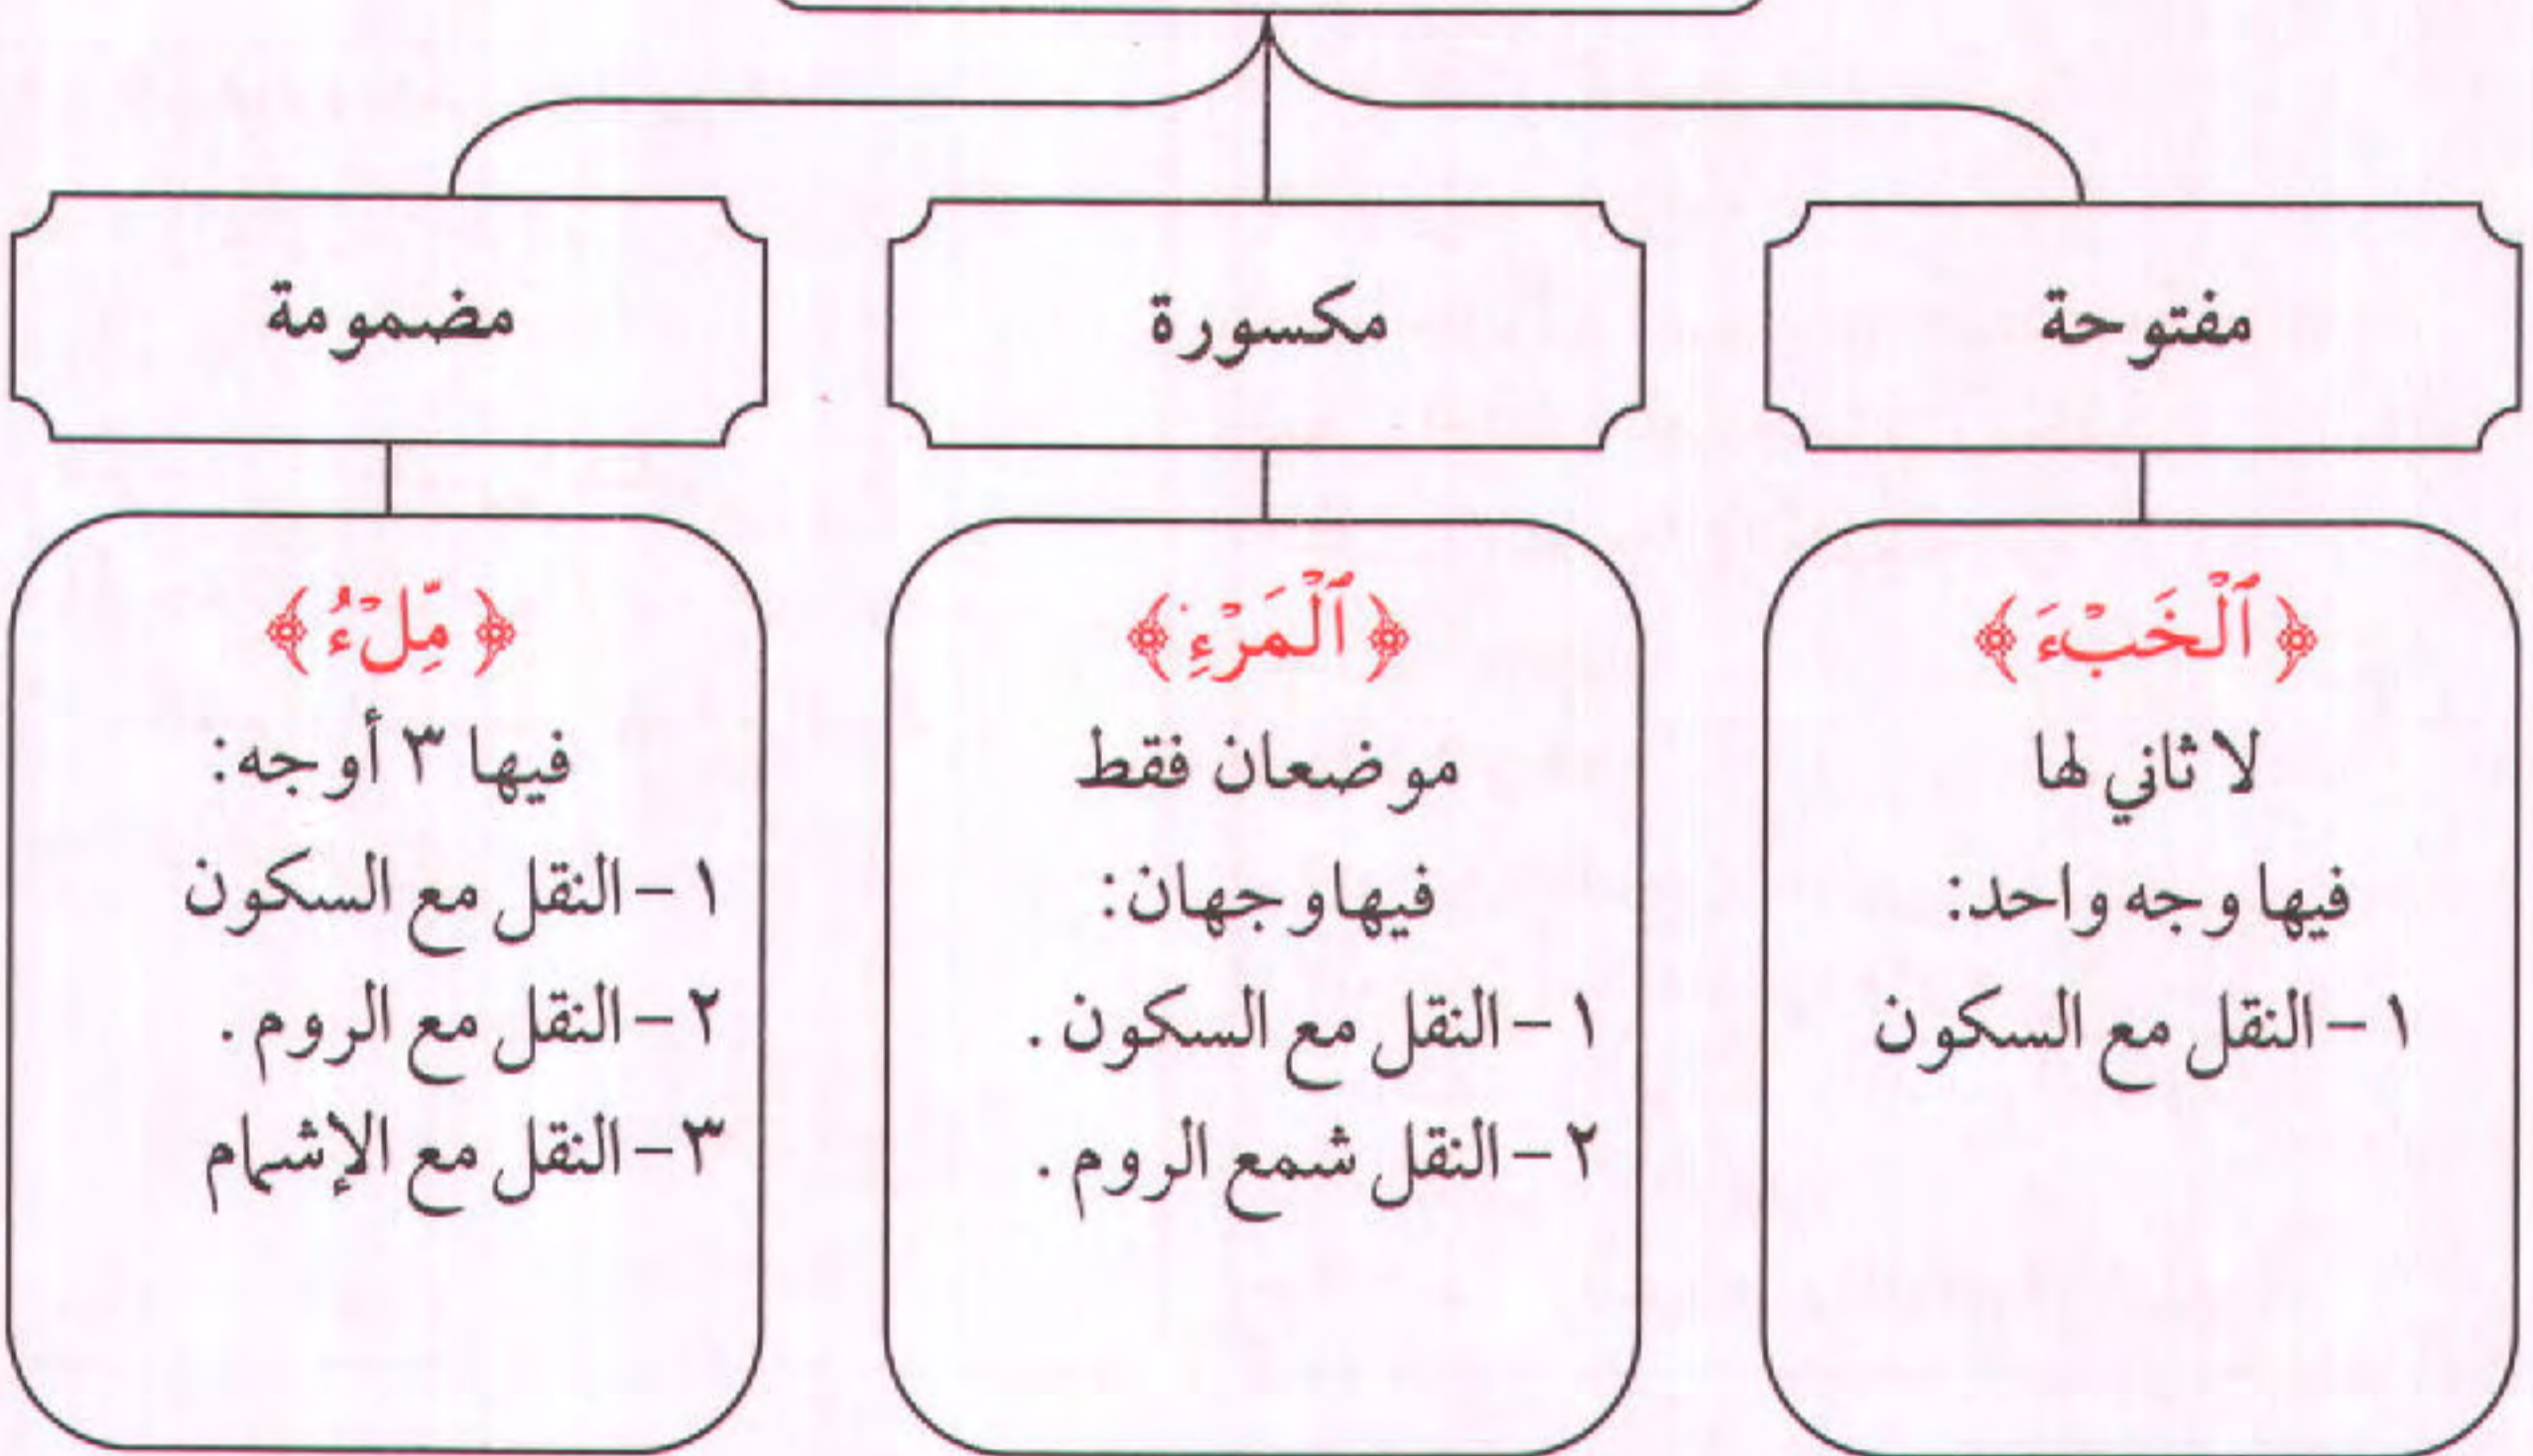 مفتوحة
﴿ ٱلْخَبْءَ ﴾
لا ثاني لها
فيها وجه واحد:
١ – النقل مع السكون
مكسورة
﴿ ٱلْمَرْءِ ﴾
موضعان فقط
فيهاوجهان:
١ – النقل مع السكون .
٢ – النقل شمع الروم .
مضمومة
﴿ مِّلْءُ ﴾
فيها ٣ أوجه:
١ – النقل مع السكون
٢ – النقل مع الروم .
٣ – النقل مع الإشمام